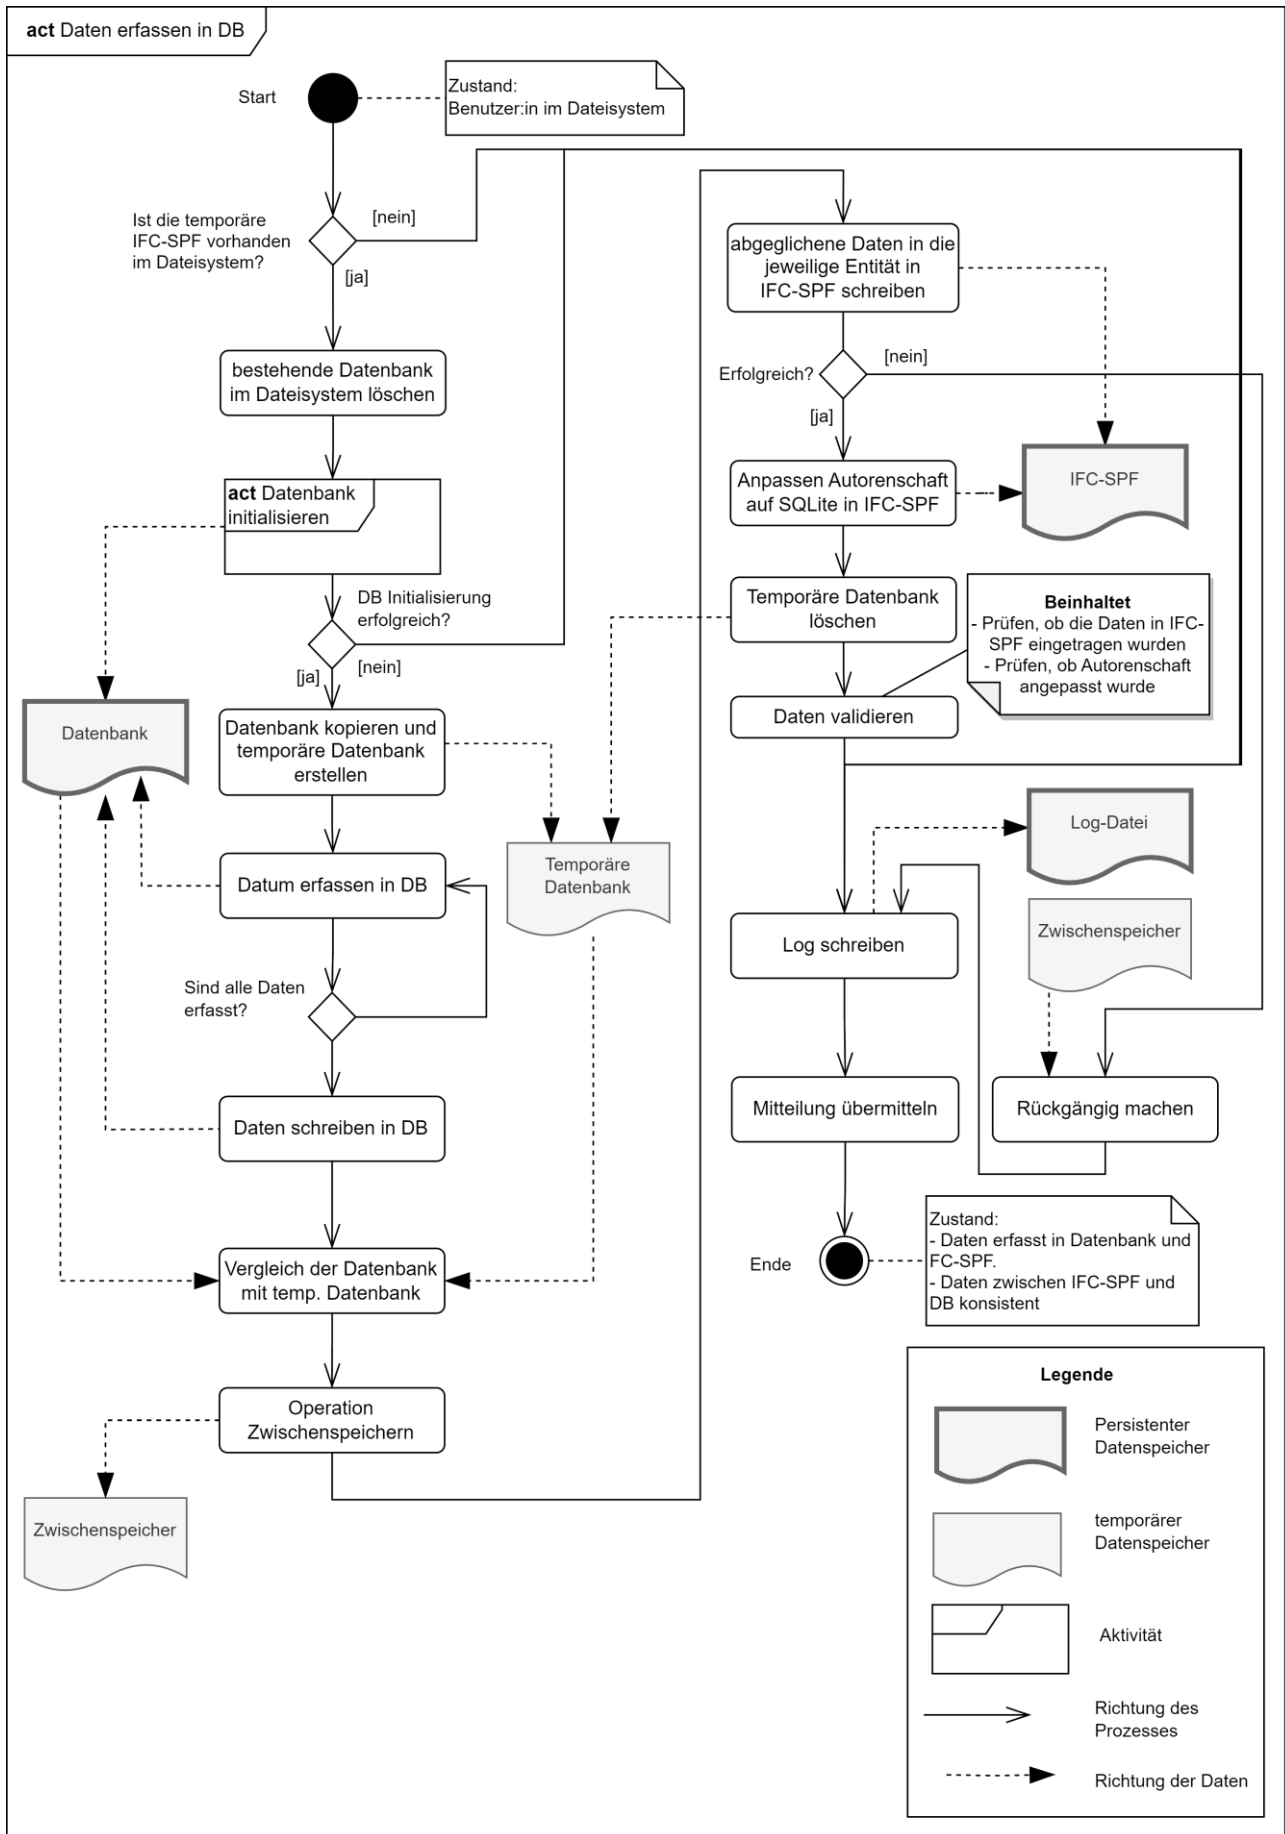 act Daten erfassen in DB
Start
Zustand:
Benutzer:in im Dateisystem
Ist die temporäre
IFC-SPF vorhanden
im Dateisystem?
[nein]
[ja]
bestehende Datenbank
im Dateisystem löschen
act Datenbank
initialisieren
DB Initialisierung
erfolgreich?
[nein]
[ja]
Datenbank
Datenbank kopieren und
temporäre Datenbank
erstellen
Datum erfassen in DB
Temporäre
Datenbank
Sind alle Daten
erfasst?
Daten schreiben in DB
Vergleich der Datenbank
mit temp. Datenbank
Operation
Zwischenspeichern
Zwischenspeicher
abgeglichene Daten in die
jeweilige Entität in
IFC-SPF schreiben
Erfolgreich?
[nein]
[ja]
Anpassen Autorenschaft
auf SQLite in IFC-SPF
IFC-SPF
Temporäre Datenbank
löschen
Beinhaltet
- Prüfen, ob die Daten in IFC-
SPF eingetragen wurden
- Prüfen, ob Autorenschaft
angepasst wurde
Daten validieren
Log-Datei
Log schreiben
Zwischenspeicher
Mitteilung übermitteln
Rückgängig machen
Ende
Zustand:
- Daten erfasst in Datenbank und
FC-SPF.
- Daten zwischen IFC-SPF und
DB konsistent
Legende
Persistenter
Datenspeicher
temporärer
Datenspeicher
Aktivität
Richtung des
Prozesses
Richtung der Daten